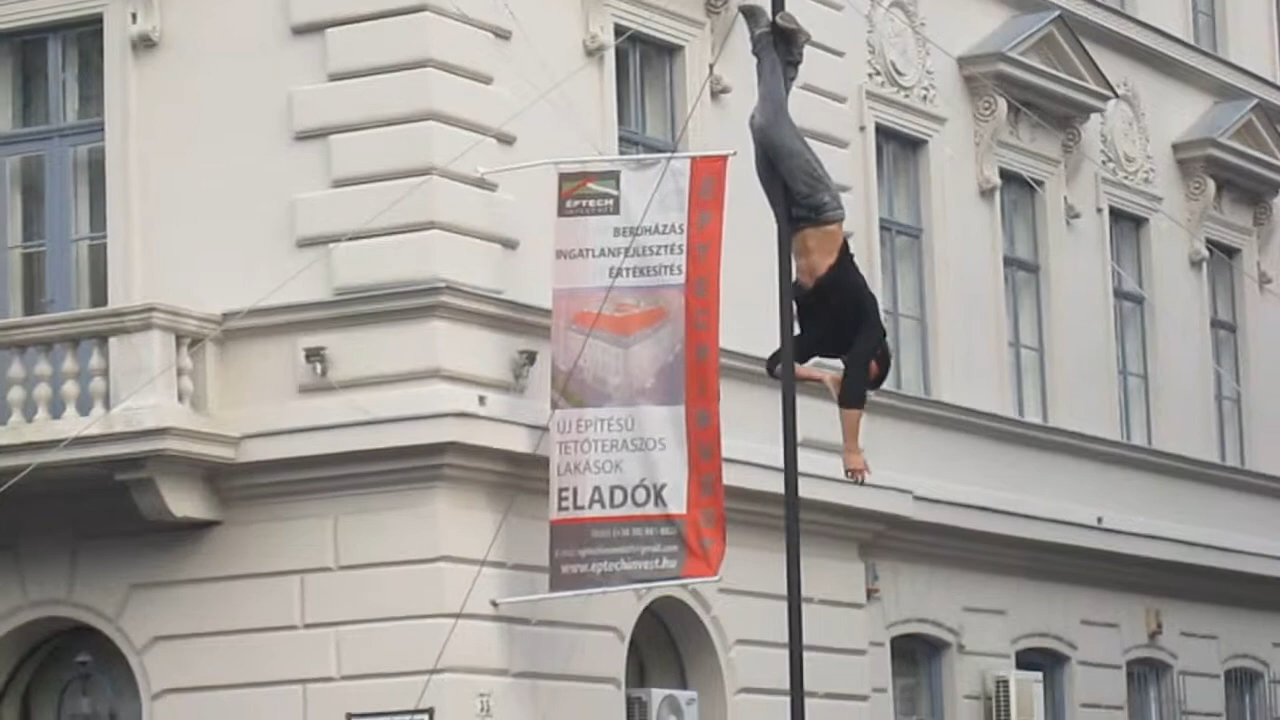 ÉPTECH
BERUHÁZÁS
INGATLANFEJLESZTÉS
ÉRTÉKESÍTÉS
ÚJ ÉPÍTÉSŰ
TETŐTERASZOS
LAKÁSOK
ELADÓK
www.eptechinvest.hu